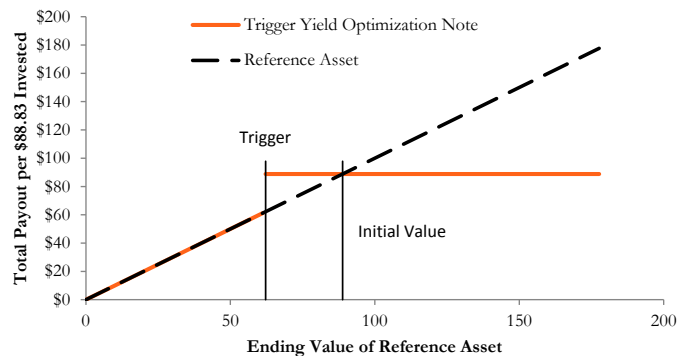 $200
$180
$160
$140
$120
$100
$80
$60
$40
$20
$0
Total Payout per $88.83 Invested
Trigger Yield Optimization Note
Reference Asset
Trigger
Initial Value
0
50
100
150
200
Ending Value of Reference Asset